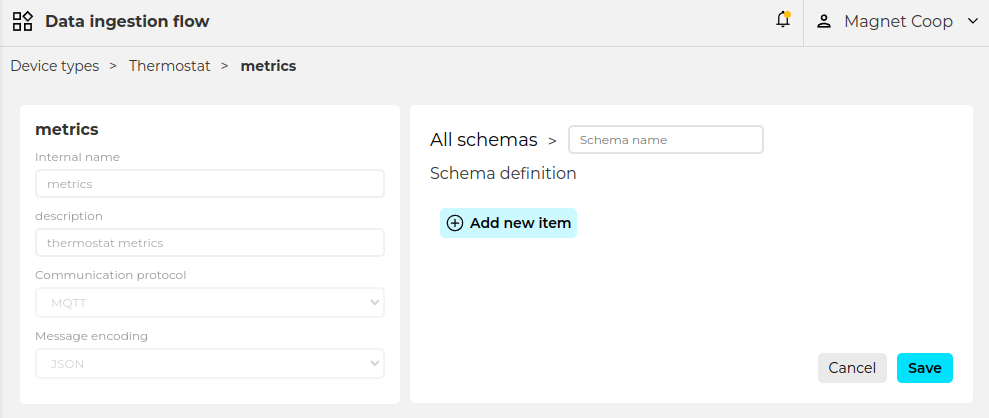 Data ingestion flow
Magnet Coop
Device types > Thermostat > metrics
metrics
Internal name
metrics
description
thermostat metrics
Communication protocol
MQTT
Message encoding
JSON
All schemas > Schema name
Schema definition
Add new item
Cancel
Save